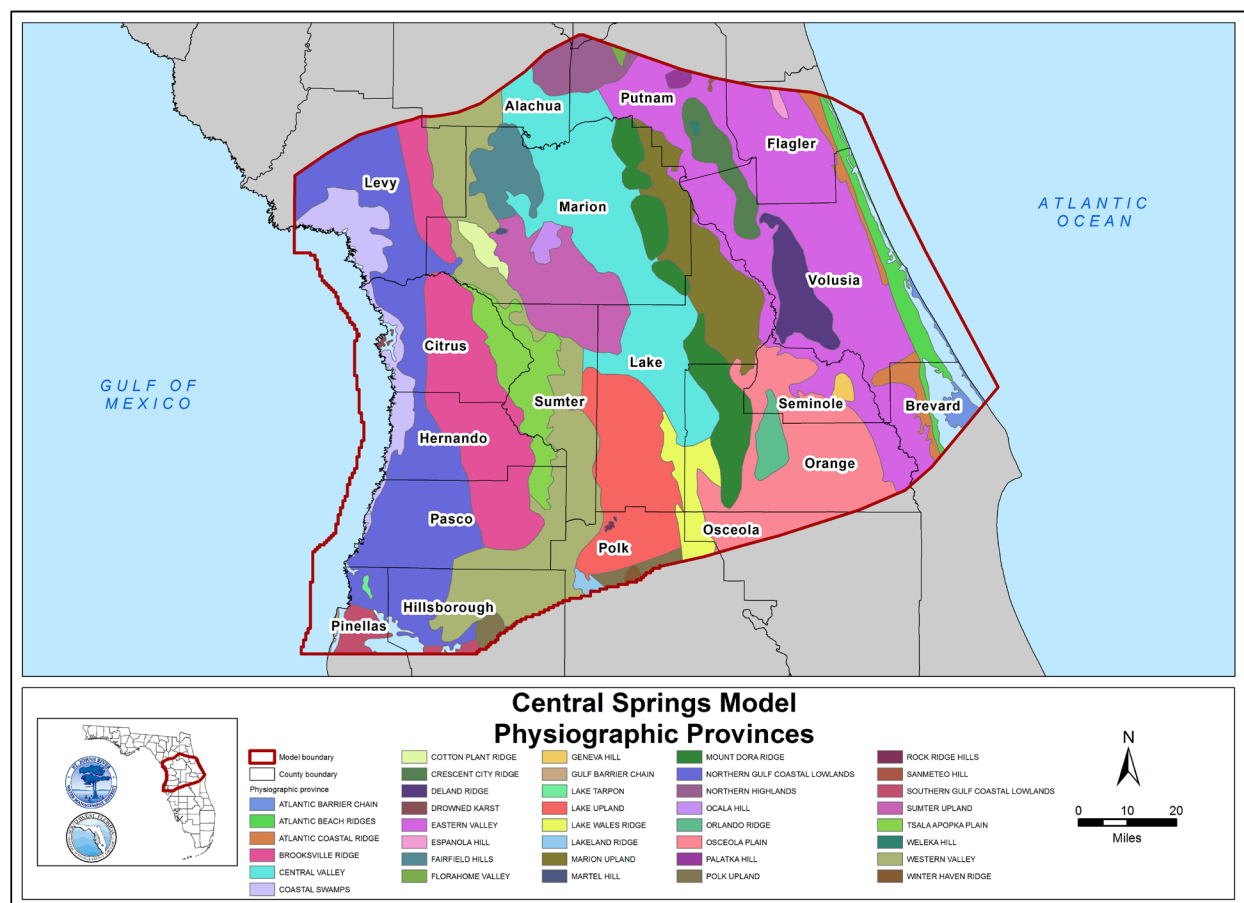 Alachua
Putnam
Flagler
Levy
Marion
ATLANTIC
OCEAN
Volusia
Citrus
Lake
GULF OF
MEXICO
Sumter
Seminole
Brevard
Hernando
Orange
Pasco
Osceola
Polk
Hillsborough
Pinellas
Central Springs Model
Physiographic Provinces
Model boundary
County boundary
Physiographic province
ATLANTIC BARRIER CHAIN
ATLANTIC BEACH RIDGES
ATLANTIC COASTAL RIDGE
BROOKSVILLE RIDGE
CENTRAL VALLEY
COASTAL SWAMPS
COTTON PLANT RIDGE
CRESCENT CITY RIDGE
DELAND RIDGE
DROWNED KARST
EASTERN VALLEY
ESPANOLA HILL
FAIRFIELD HILLS
FLORAHOME VALLEY
GENEVA HILL
GULF BARRIER CHAIN
LAKE TARPON
LAKE UPLAND
LAKE WALES RIDGE
LAKELAND RIDGE
MARION UPLAND
MARTEL HILL
MOUNT DORA RIDGE
NORTHERN GULF COASTAL LOWLANDS
NORTHERN HIGHLANDS
OCALA HILL
ORLANDO RIDGE
OSCEOLA PLAIN
PALATKA HILL
POLK UPLAND
ROCK RIDGE HILLS
SANMETEO HILL
SOUTHERN GULF COASTAL LOWLANDS
SUMTER UPLAND
TSALA APOPKA PLAIN
WELEKA HILL
WESTERN VALLEY
WINTER HAVEN RIDGE
N
0 10 20
Miles
ST. JOHNS RIVER
WATER MANAGEMENT DISTRICT